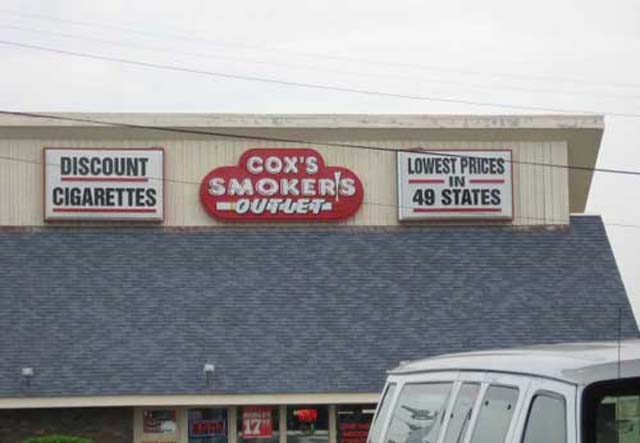 DISCOUNT
CIGARETTES
COX'S
SMOKER'S
OUTLET
LOWEST PRICES
IN
49 STATES
17